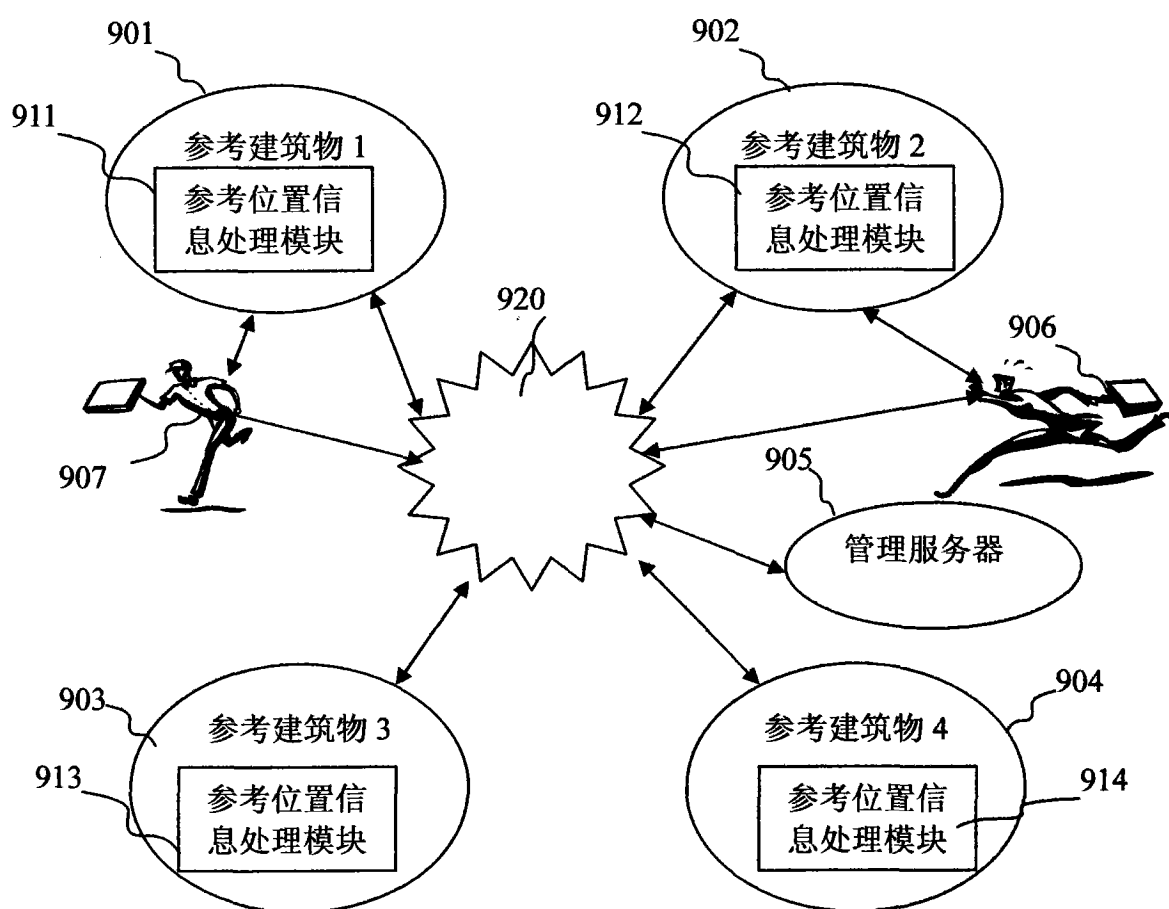 901
902
911
912
参考建筑物 1
参考位置信
息处理模块
参考建筑物 2
参考位置信
息处理模块
920
906
907
905
管理服务器
903
904
参考建筑物 3
参考建筑物 4
913
914
参考位置信
息处理模块
参考位置信
息处理模块